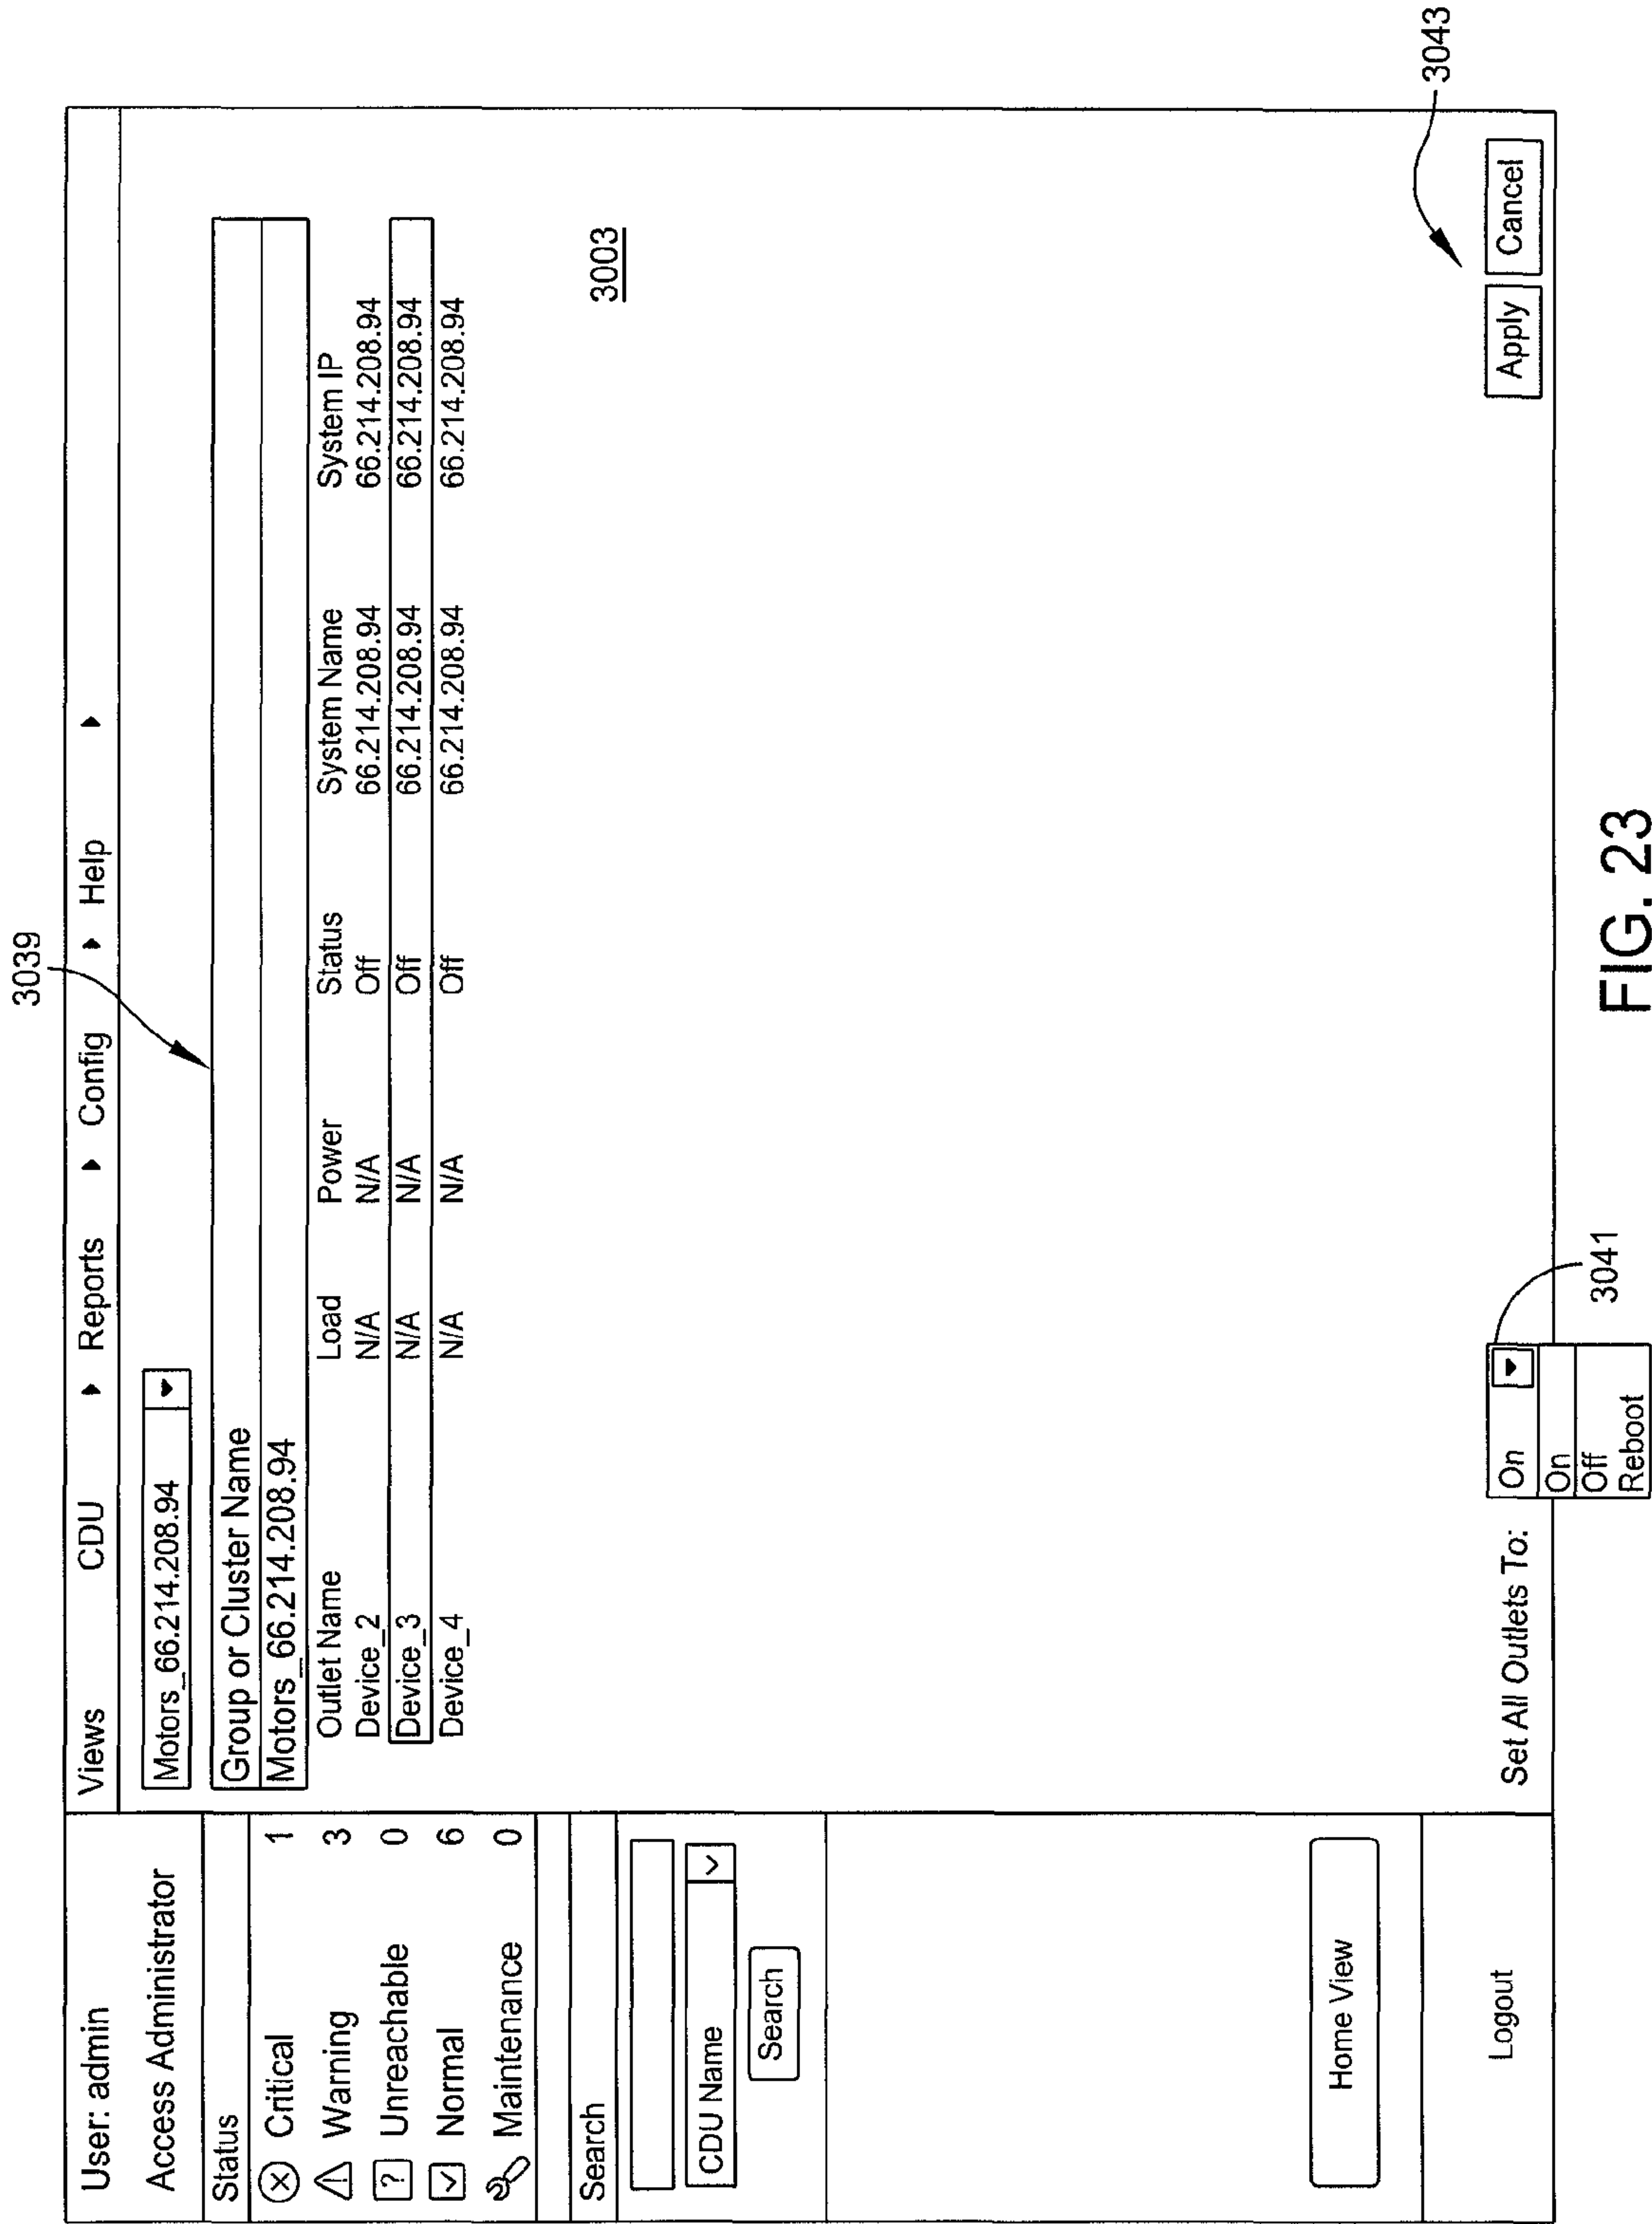 3039
User: admin
Access Administrator
Status
Critical 1
Warning 3
? Unreachable 0
Normal 6
Maintenance 0
Search
CDU Name
Search
Home View
Logout
Views CDU Reports Config Help
Motors_66.214.208.94
Group or Cluster Name
Motors_66.214.208.94
Outlet Name Load Power Status System Name System IP
Device_2 N/A N/A Off 66.214.208.94 66.214.208.94
Device_3 N/A N/A Off 66.214.208.94 66.214.208.94
Device_4 N/A N/A Off 66.214.208.94 66.214.208.94
3003
3043
Set All Outlets To: On
On
Off
Reboot
3041
Apply Cancel
FIG. 23